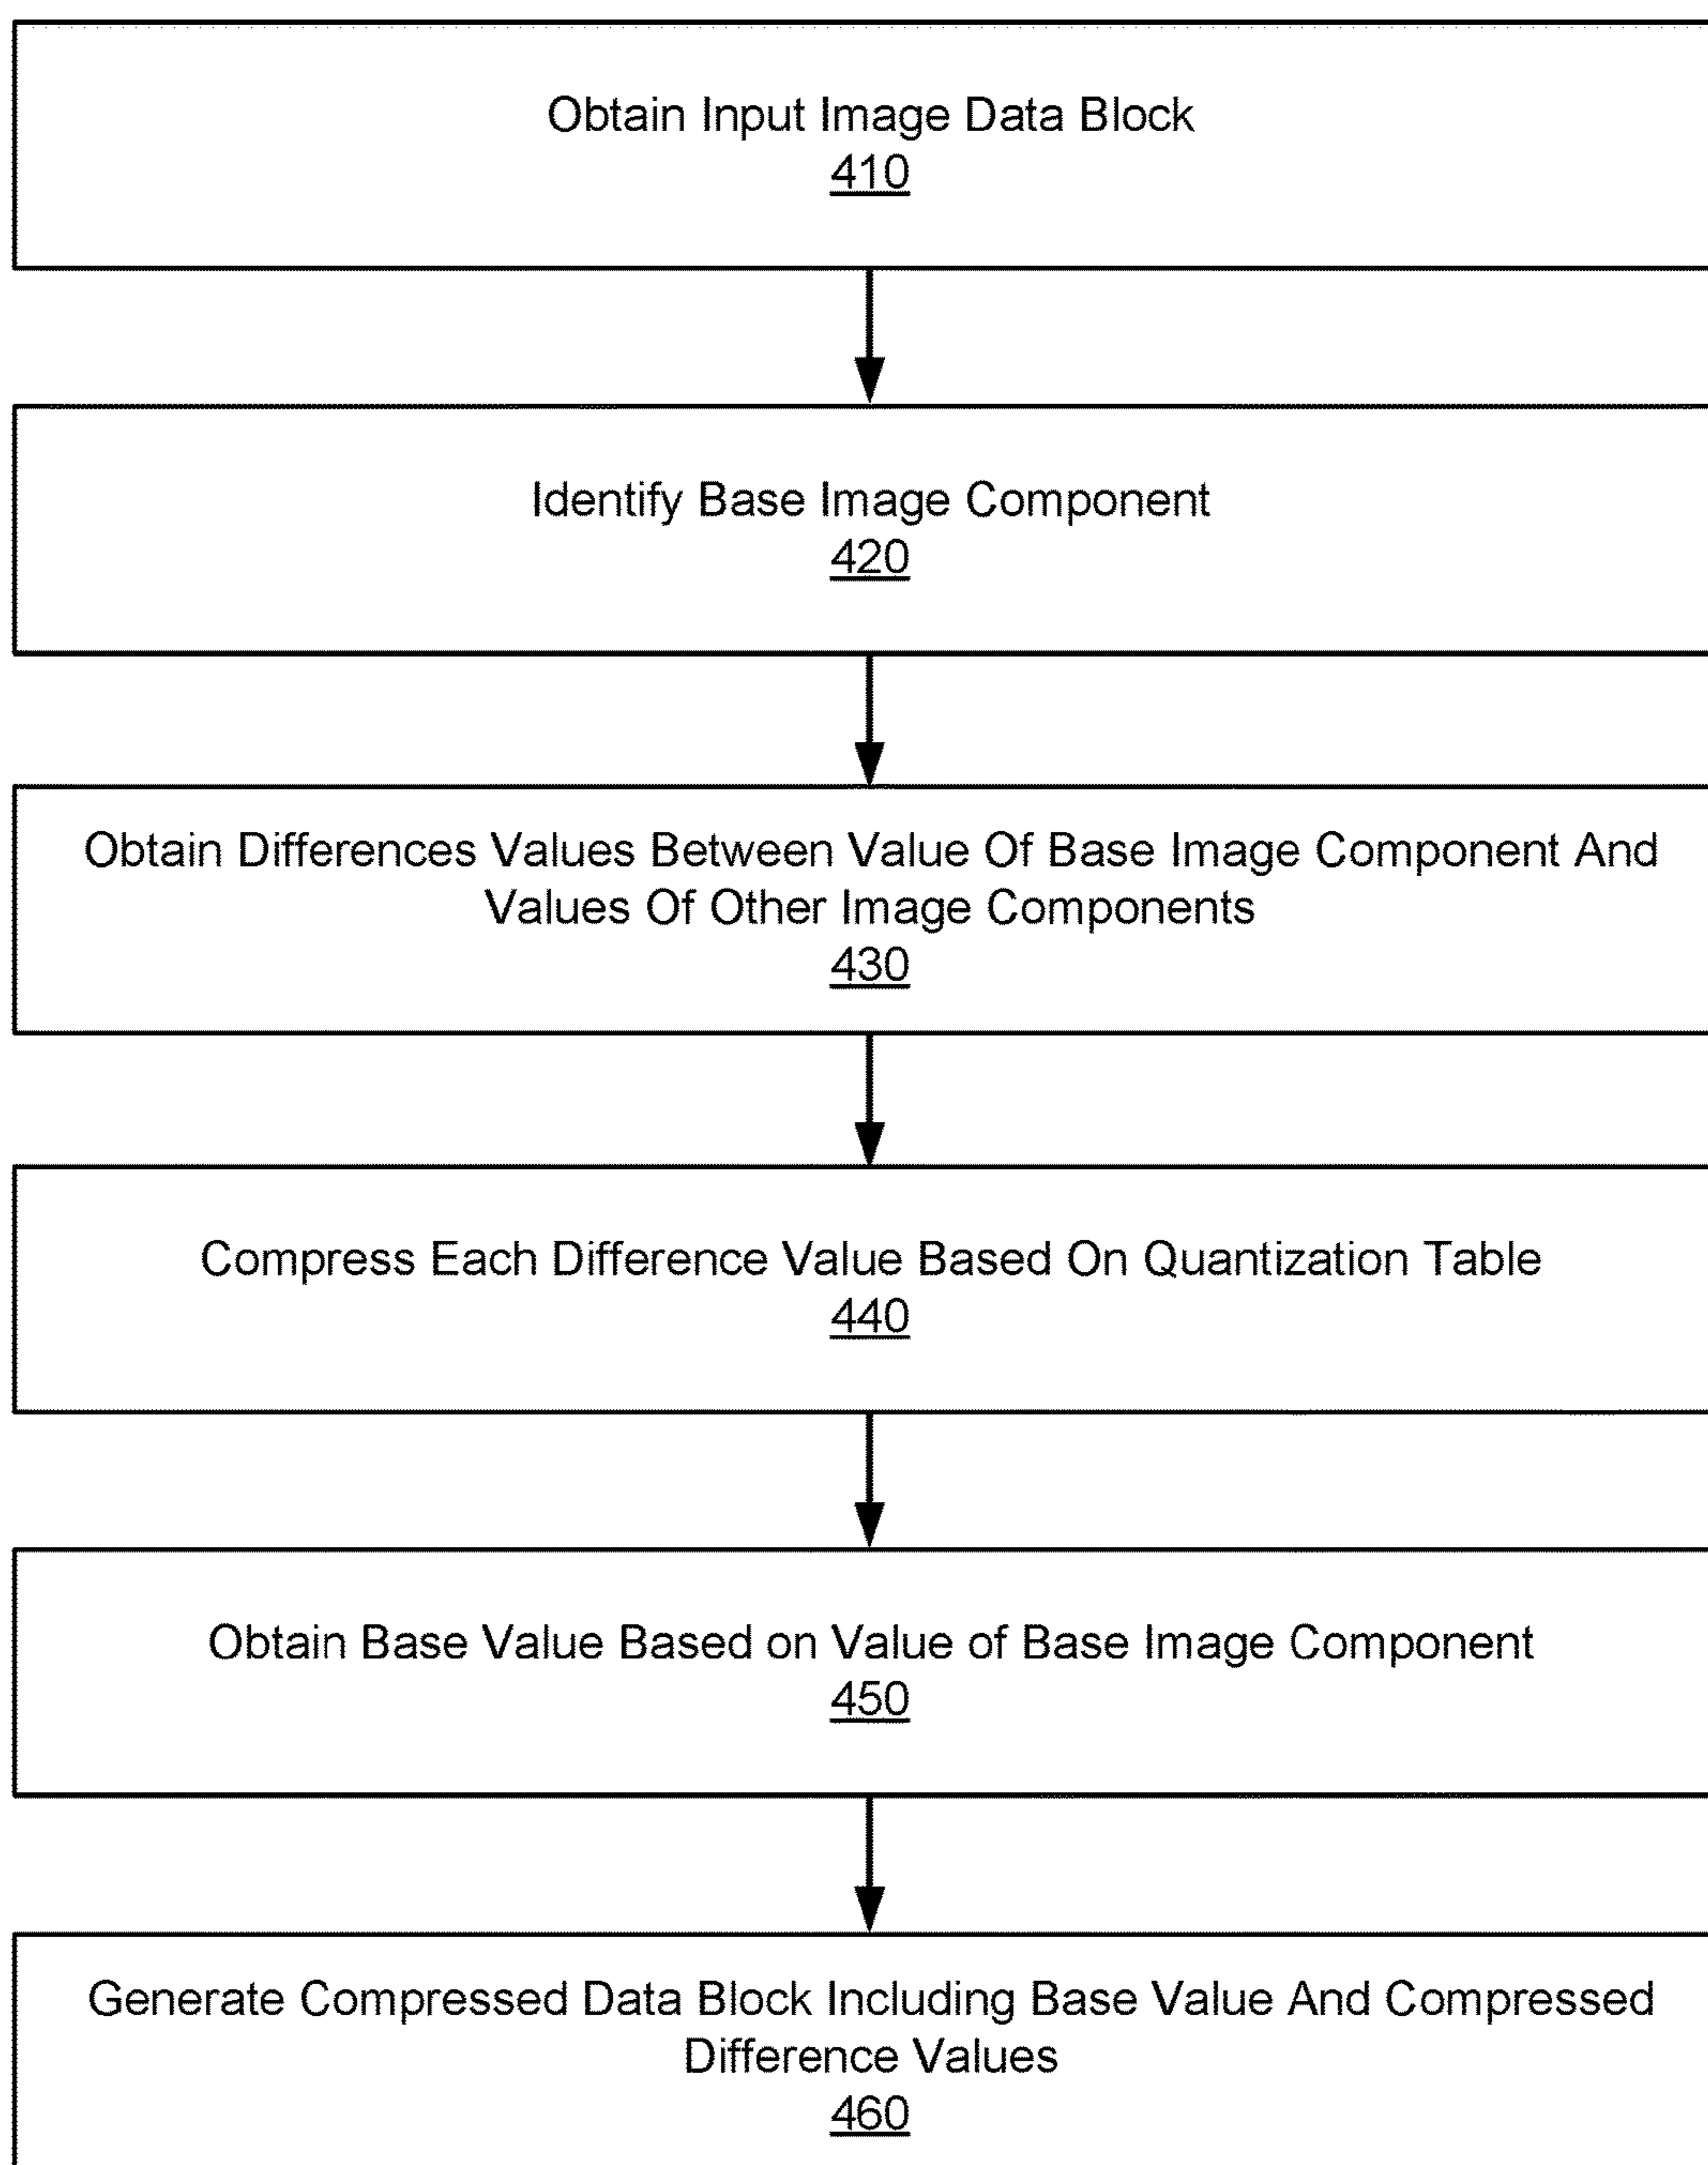 Obtain Input Image Data Block
410
Identify Base Image Component
420
Obtain Differences Values Between Value Of Base Image Component And
Values Of Other Image Components
430
Compress Each Difference Value Based On Quantization Table
440
Obtain Base Value Based on Value of Base Image Component
450
Generate Compressed Data Block Including Base Value And Compressed
Difference Values
460